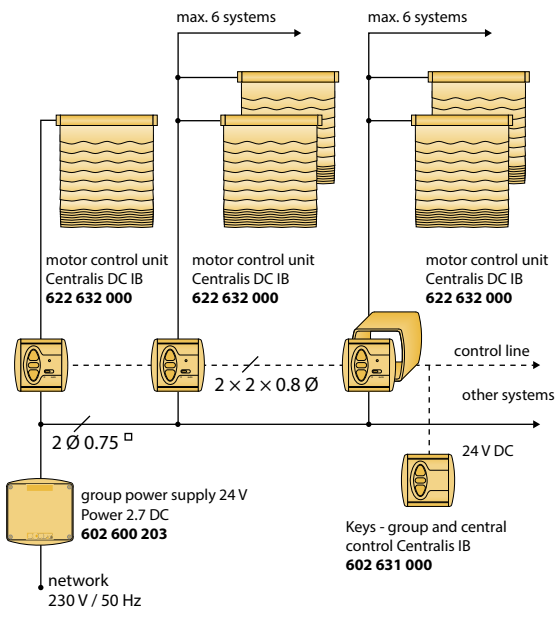 max. 6 systems
max. 6 systems
motor control unit
Centralis DC IB
622 632 000
motor control unit
Centralis DC IB
622 632 000
motor control unit
Centralis DC IB
622 632 000
control line
2 × 2 × 0.8 Ø
other systems
2 Ø 0.75 □
24 V DC
group power supply 24 V
Power 2.7 DC
602 600 203
Keys - group and central
control Centralis IB
602 631 000
network
230 V / 50 Hz